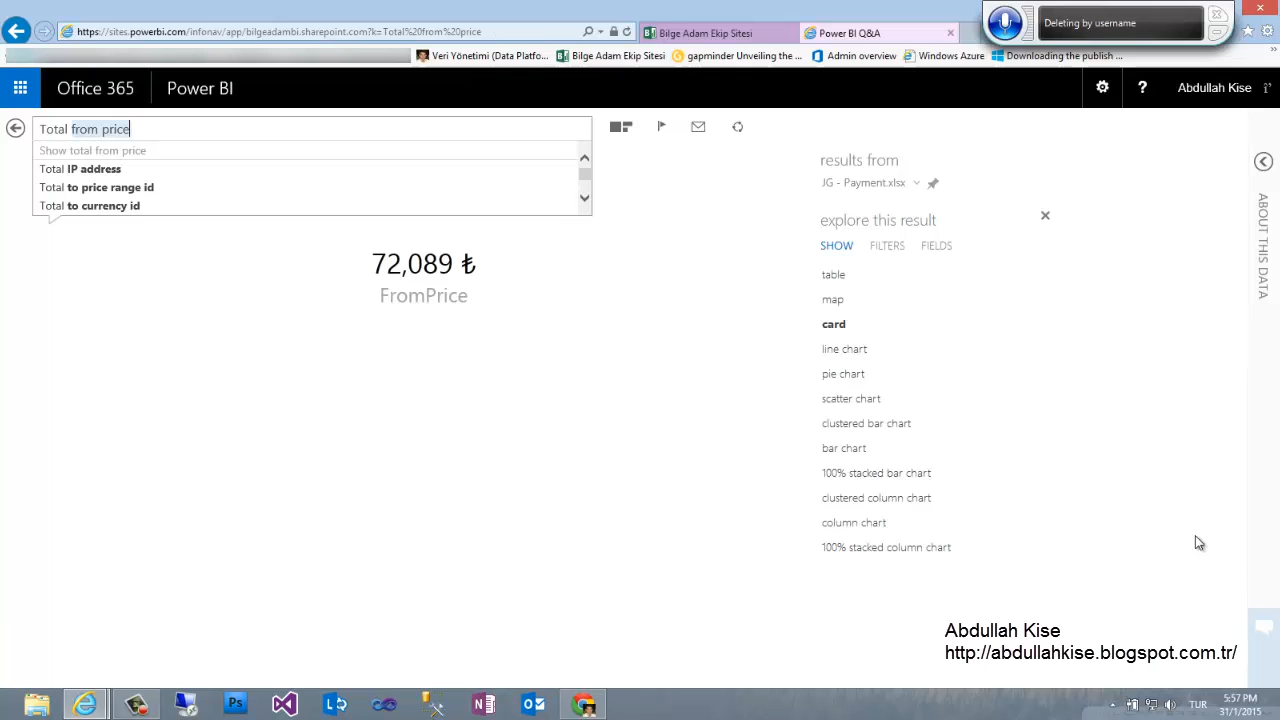 Deleting by username
https://sites.powerbi.com/infonav/app/bilgeadambi.sharepoint.com?k=Total%20from%20price
Bilge Adam Ekip Sitesi
Power BI Q&A
Veri Yönetimi (Data Platfo...
Bilge Adam Ekip Sitesi
gapminder Unveiling the ...
Admin overview
Windows Azure
Downloading the publish ...
Office 365
Power BI
?
Abdullah Kise
Total from price
Show total from price
Total IP address
Total to price range id
Total to currency id
72,089 ₺
FromPrice
results from
JG - Payment.xlsx
explore this result
SHOW FILTERS FIELDS
table
map
card
line chart
pie chart
scatter chart
clustered bar chart
bar chart
100% stacked bar chart
clustered column chart
column chart
100% stacked column chart
ABOUT THIS DATA
Abdullah Kise
http://abdullahkise.blogspot.com.tr/
Ps
TUR
5:57 PM
31/1/2015